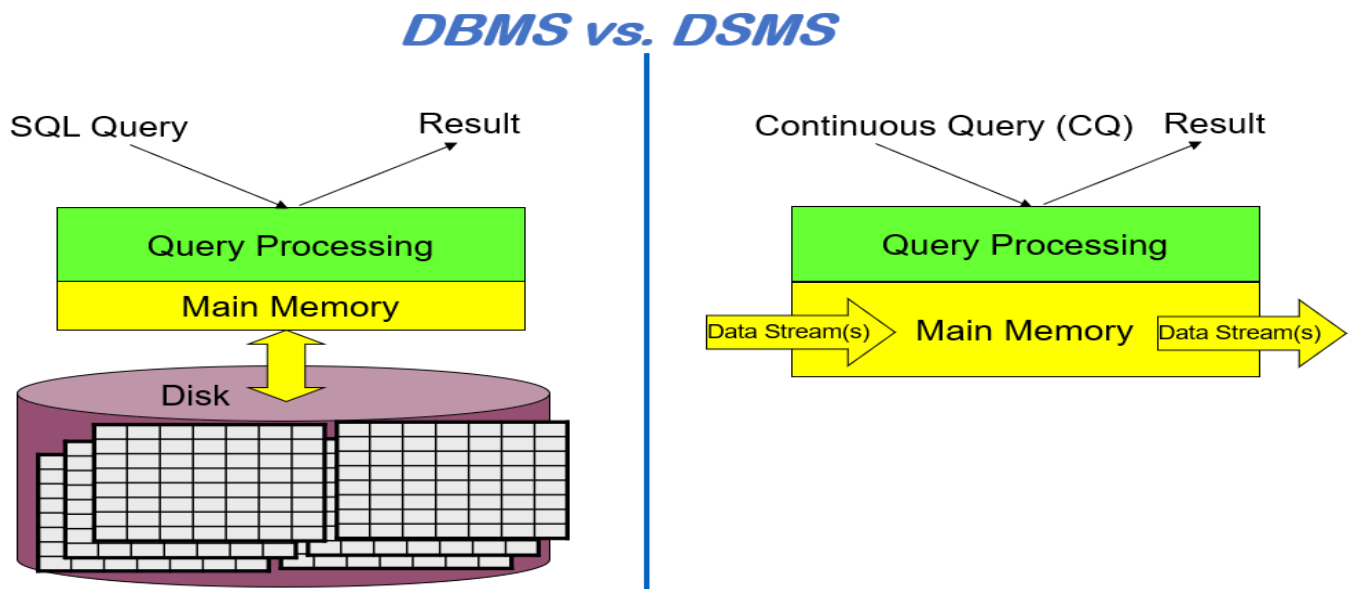 DBMS vs. DSMS
SQL Query
Result
Query Processing
Main Memory
Disk
Continuous Query (CQ)
Result
Query Processing
Data Stream(s)
Main Memory
Data Stream(s)